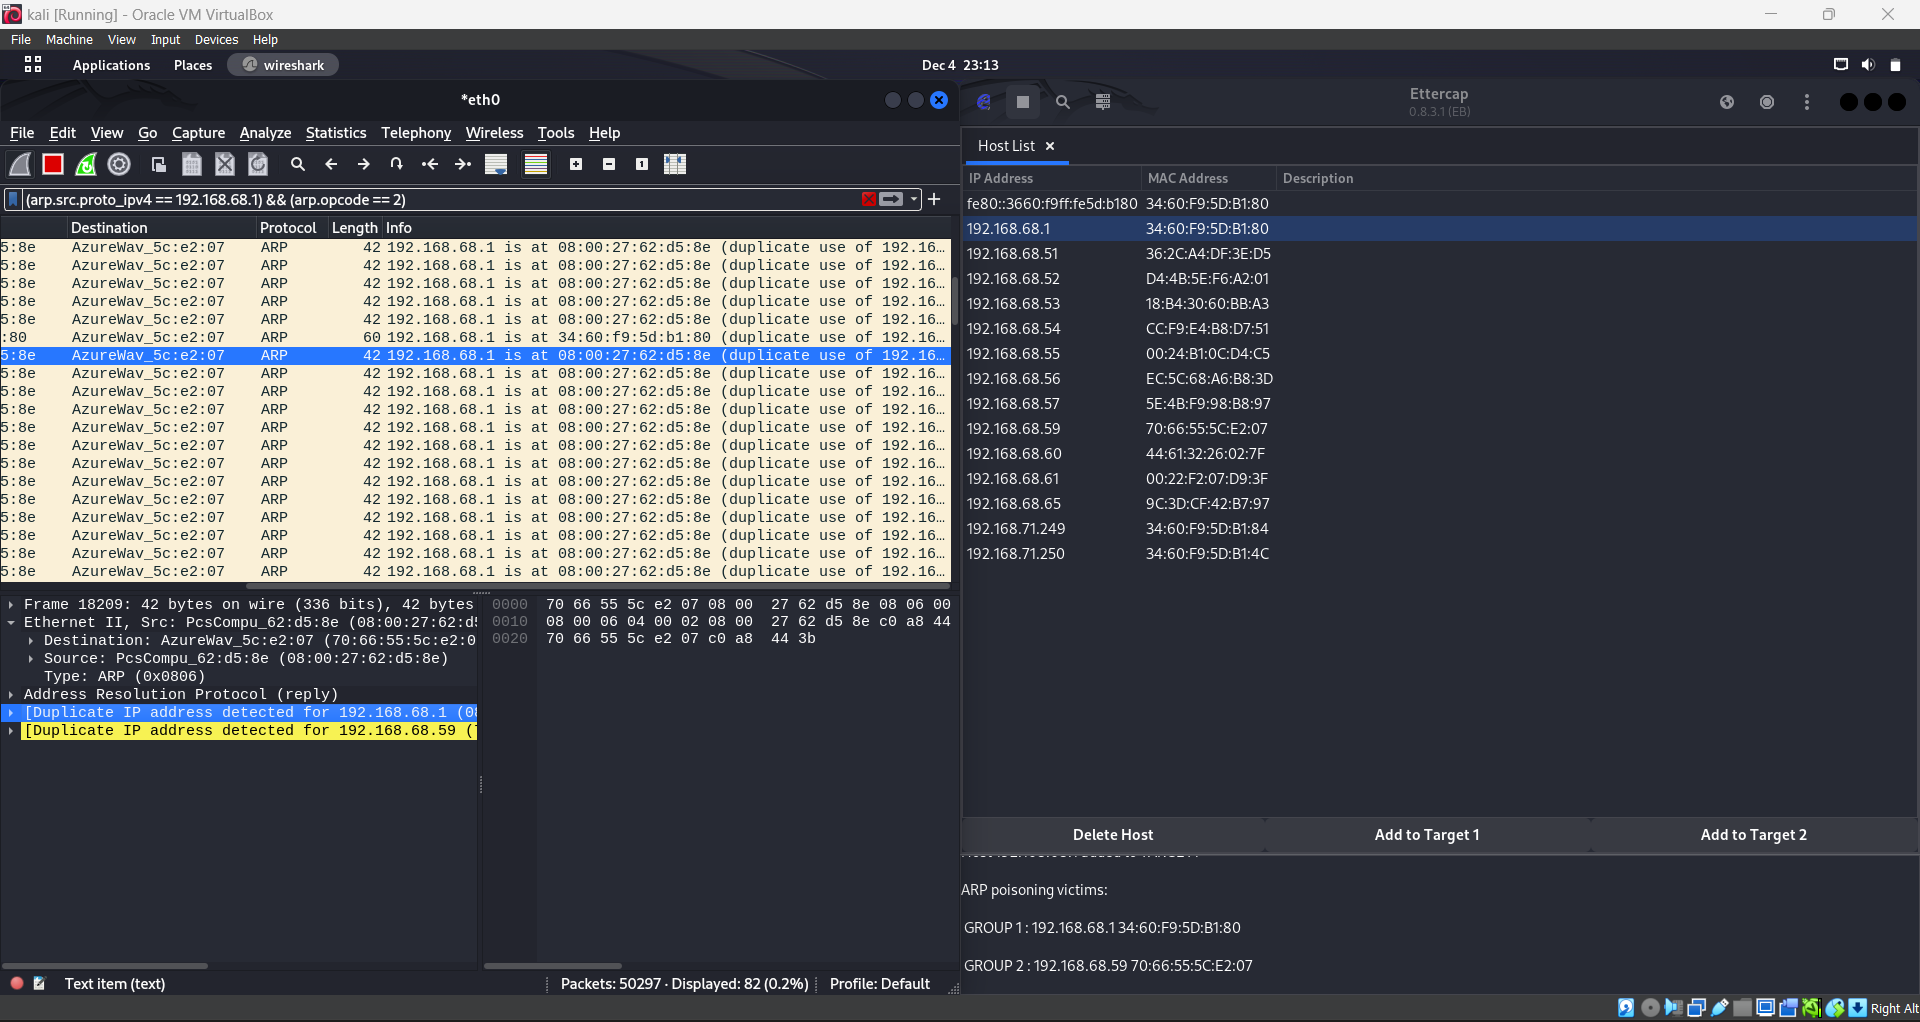 kali [Running] - Oracle VM VirtualBox
File Machine View Input Devices Help
Applications Places wireshark Dec 4 23:13
*eth0
File Edit View Go Capture Analyze Statistics Telephony Wireless Tools Help
(arp.src.proto_ipv4 == 192.168.68.1) && (arp.opcode == 2)
Destination Protocol Length Info
5:8e AzureWav_5c:e2:07 ARP 42 192.168.68.1 is at 08:00:27:62:d5:8e (duplicate use of 192.16…
5:8e AzureWav_5c:e2:07 ARP 42 192.168.68.1 is at 08:00:27:62:d5:8e (duplicate use of 192.16…
5:8e AzureWav_5c:e2:07 ARP 42 192.168.68.1 is at 08:00:27:62:d5:8e (duplicate use of 192.16…
5:8e AzureWav_5c:e2:07 ARP 42 192.168.68.1 is at 08:00:27:62:d5:8e (duplicate use of 192.16…
5:8e AzureWav_5c:e2:07 ARP 42 192.168.68.1 is at 08:00:27:62:d5:8e (duplicate use of 192.16…
:80 AzureWav_5c:e2:07 ARP 60 192.168.68.1 is at 34:60:f9:5d:b1:80 (duplicate use of 192.16…
5:8e AzureWav_5c:e2:07 ARP 42 192.168.68.1 is at 08:00:27:62:d5:8e (duplicate use of 192.16…
5:8e AzureWav_5c:e2:07 ARP 42 192.168.68.1 is at 08:00:27:62:d5:8e (duplicate use of 192.16…
5:8e AzureWav_5c:e2:07 ARP 42 192.168.68.1 is at 08:00:27:62:d5:8e (duplicate use of 192.16…
5:8e AzureWav_5c:e2:07 ARP 42 192.168.68.1 is at 08:00:27:62:d5:8e (duplicate use of 192.16…
5:8e AzureWav_5c:e2:07 ARP 42 192.168.68.1 is at 08:00:27:62:d5:8e (duplicate use of 192.16…
5:8e AzureWav_5c:e2:07 ARP 42 192.168.68.1 is at 08:00:27:62:d5:8e (duplicate use of 192.16…
5:8e AzureWav_5c:e2:07 ARP 42 192.168.68.1 is at 08:00:27:62:d5:8e (duplicate use of 192.16…
5:8e AzureWav_5c:e2:07 ARP 42 192.168.68.1 is at 08:00:27:62:d5:8e (duplicate use of 192.16…
5:8e AzureWav_5c:e2:07 ARP 42 192.168.68.1 is at 08:00:27:62:d5:8e (duplicate use of 192.16…
5:8e AzureWav_5c:e2:07 ARP 42 192.168.68.1 is at 08:00:27:62:d5:8e (duplicate use of 192.16…
5:8e AzureWav_5c:e2:07 ARP 42 192.168.68.1 is at 08:00:27:62:d5:8e (duplicate use of 192.16…
5:8e AzureWav_5c:e2:07 ARP 42 192.168.68.1 is at 08:00:27:62:d5:8e (duplicate use of 192.16…
5:8e AzureWav_5c:e2:07 ARP 42 192.168.68.1 is at 08:00:27:62:d5:8e (duplicate use of 192.16…
Frame 18209: 42 bytes on wire (336 bits), 42 bytes
Ethernet II, Src: PcsCompu_62:d5:8e (08:00:27:62:d5
Destination: AzureWav_5c:e2:07 (70:66:55:5c:e2:0
Source: PcsCompu_62:d5:8e (08:00:27:62:d5:8e)
Type: ARP (0x0806)
Address Resolution Protocol (reply)
[Duplicate IP address detected for 192.168.68.1 (08
[Duplicate IP address detected for 192.168.68.59 (7
0000 70 66 55 5c e2 07 08 00 27 62 d5 8e 08 06 00
0010 08 00 06 04 00 02 08 00 27 62 d5 8e c0 a8 44
0020 70 66 55 5c e2 07 c0 a8 44 3b
Text item (text) Packets: 50297 · Displayed: 82 (0.2%) Profile: Default
Ettercap
0.8.3.1 (EB)
Host List
IP Address MAC Address Description
fe80::3660:f9ff:fe5d:b180 34:60:F9:5D:B1:80
192.168.68.1 34:60:F9:5D:B1:80
192.168.68.51 36:2C:A4:DF:3E:D5
192.168.68.52 D4:4B:5E:F6:A2:01
192.168.68.53 18:B4:30:60:BB:A3
192.168.68.54 CC:F9:E4:B8:D7:51
192.168.68.55 00:24:B1:0C:D4:C5
192.168.68.56 EC:5C:68:A6:B8:3D
192.168.68.57 5E:4B:F9:98:B8:97
192.168.68.59 70:66:55:5C:E2:07
192.168.68.60 44:61:32:26:02:7F
192.168.68.61 00:22:F2:07:D9:3F
192.168.68.65 9C:3D:CF:42:B7:97
192.168.71.249 34:60:F9:5D:B1:84
192.168.71.250 34:60:F9:5D:B1:4C
Delete Host Add to Target 1 Add to Target 2
ARP poisoning victims:
GROUP 1 : 192.168.68.1 34:60:F9:5D:B1:80
GROUP 2 : 192.168.68.59 70:66:55:5C:E2:07
Right Alt